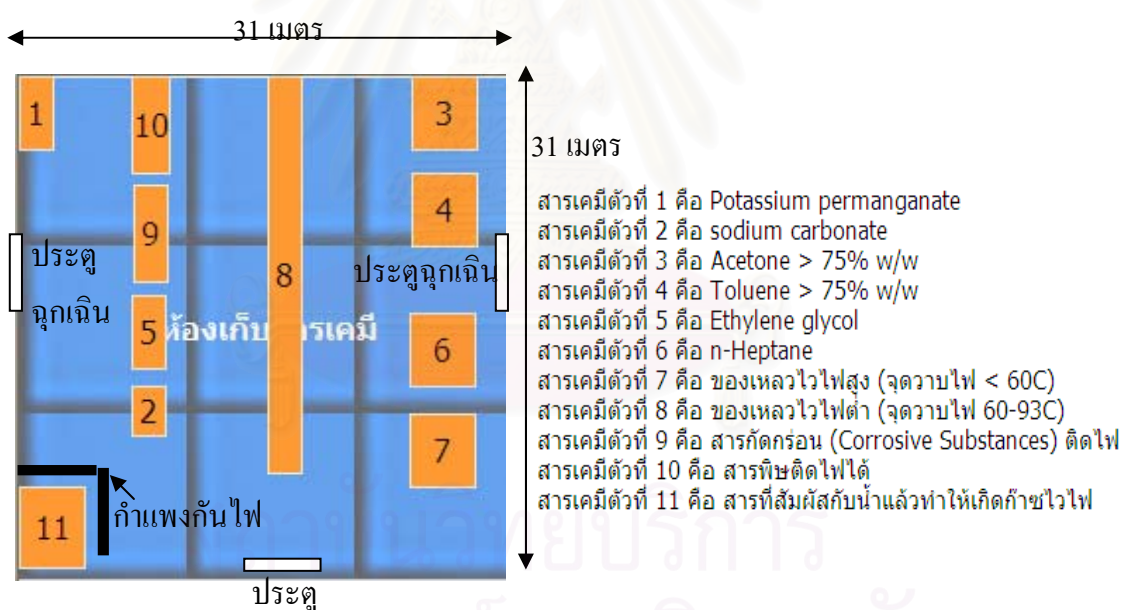 31 เมตร
31 เมตร
1
10
3
4
9
8
ประตู
ฉุกเฉิน
ประตูฉุกเฉิน
5
6
2
7
11
กำแพงกันไฟ
ประตู
สารเคมีตัวที่ 1 คือ Potassium permanganate
สารเคมีตัวที่ 2 คือ sodium carbonate
สารเคมีตัวที่ 3 คือ Acetone > 75% w/w
สารเคมีตัวที่ 4 คือ Toluene > 75% w/w
สารเคมีตัวที่ 5 คือ Ethylene glycol
สารเคมีตัวที่ 6 คือ n-Heptane
สารเคมีตัวที่ 7 คือ ของเหลวไวไฟสูง (จุดวาบไฟ < 60C)
สารเคมีตัวที่ 8 คือ ของเหลวไวไฟต่ำ (จุดวาบไฟ 60-93C)
สารเคมีตัวที่ 9 คือ สารกัดกร่อน (Corrosive Substances) ติดไฟ
สารเคมีตัวที่ 10 คือ สารพิษติดไฟได้
สารเคมีตัวที่ 11 คือ สารที่สัมผัสกับน้ำแล้วทำให้เกิดก๊าซไวไฟ